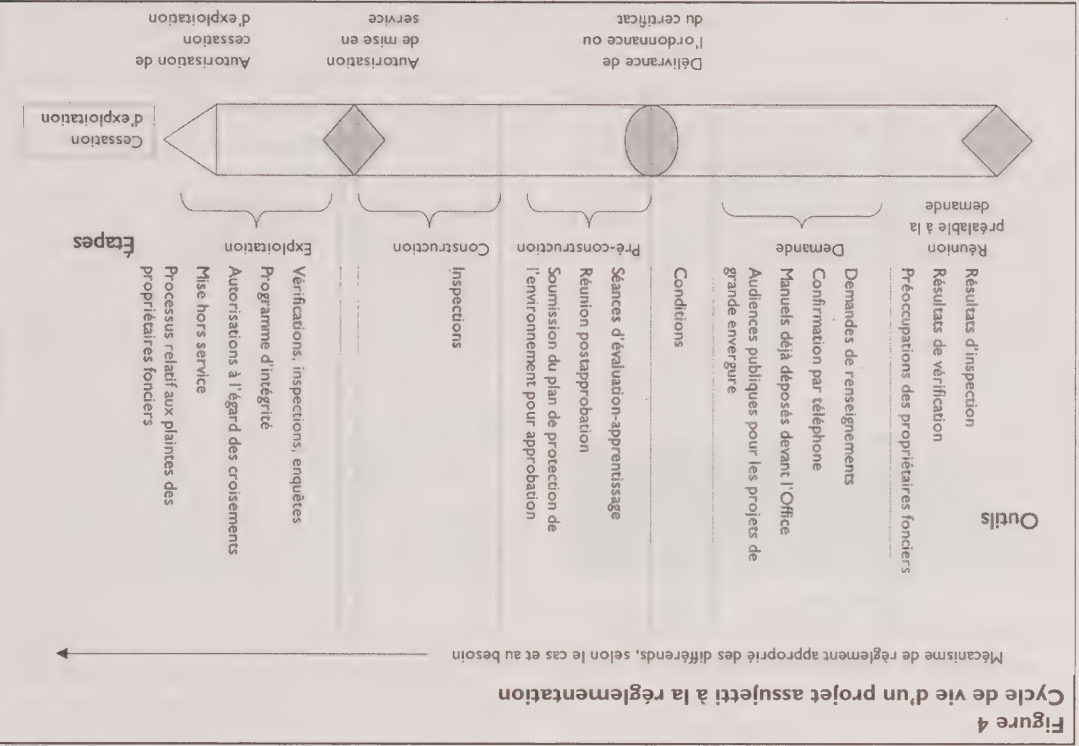 Figure 4
Cycle de vie d'un projet assujetti à la réglementation
Mécanisme de règlement approprié des différends, selon le cas et au besoin
Outils
Résultats d'inspection
Résultats de vérification
Préoccupations des propriétaires fonciers
Demandes de renseignements
Confirmation par téléphone
Manuels déjà déposés devant l'Office
Audiences publiques pour les projets de
grande envergure
Conditions
Séances d'évaluation-apprentissage
Réunion postapprobation
Soumission du plan de protection de
l'environnement pour approbation
Inspections
Vérifications, inspections, enquêtes
Programme d'intégrité
Autorisations à l'égard des croisements
Mise hors service
Processus relatif aux plaintes des
propriétaires fonciers
Réunion
préalable à la
demande
Demande
Pré-construction
Construction
Exploitation
Étapes
Cessation
d'exploitation
Délivrance de
l'ordonnance ou
du certificat
Autorisation
de mise en
service
Autorisation de
cessation
d'exploitation